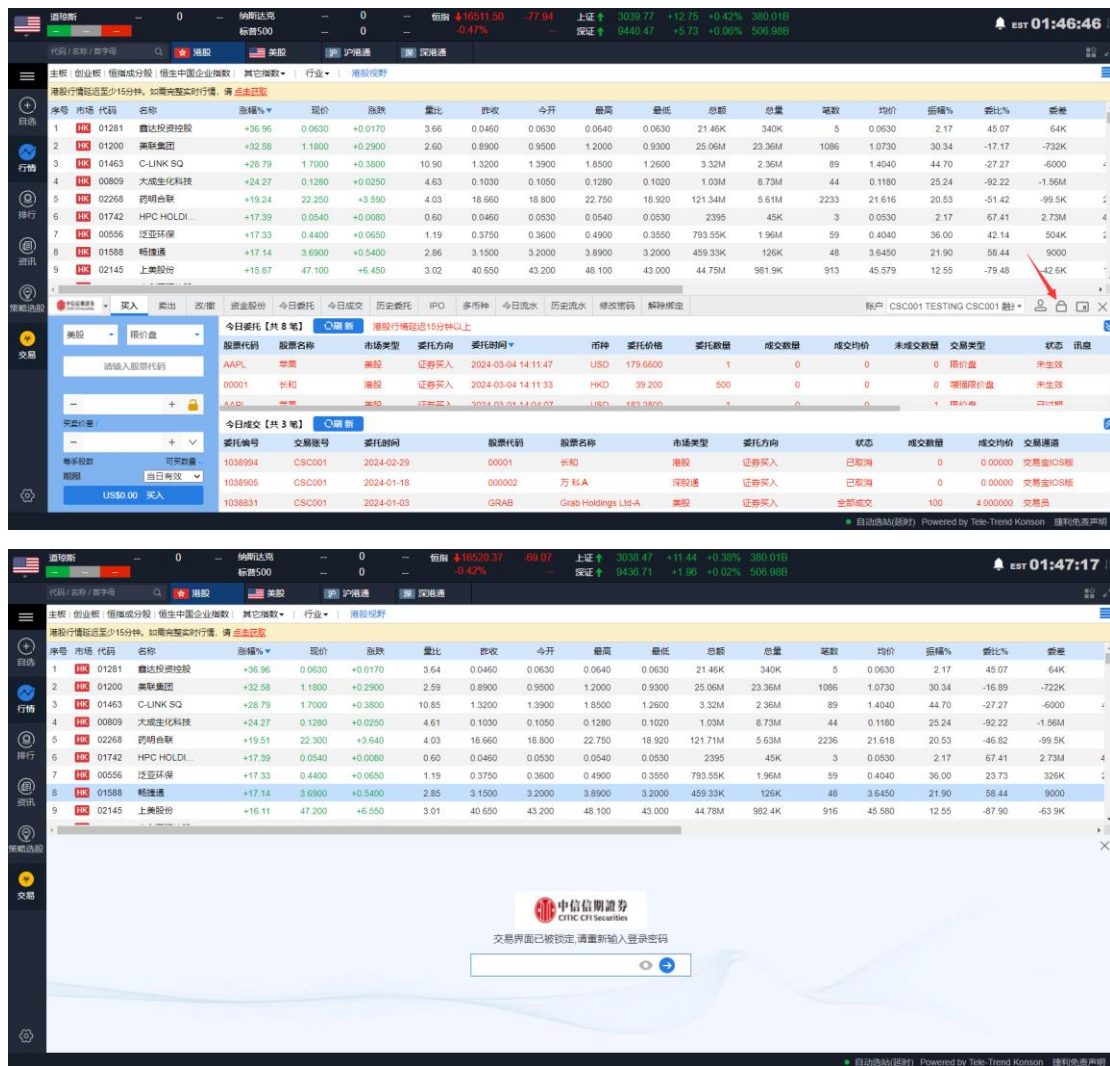 道琼斯 -- 0 -- 纳斯达克 -- 0 -- 恒指 16511.50 -77.94 上证 3039.77 +12.75 +0.42% 380.01B
-- -- -- 标普500 -- 0 -- -0.47% -- 深证 9440.47 +5.73 +0.06% 506.98B
EST 01:46:46
代码 / 名称 / 首字母 港股 美股 沪 沪港通 深 深港通
主板 创业板 恒指成分股 恒生中国企业指数 其它指数 行业 港股视野
港股行情延迟至少15分钟。如需完整实时行情，请 点击获取
序号 市场 代码 名称 涨幅% 现价 涨跌 量比 昨收 今开 最高 最低 总额 总量 笔数 均价 振幅% 委比% 委差
1 HK 01281 鑫达投资控股 +36.96 0.0630 +0.0170 3.66 0.0460 0.0630 0.0640 0.0630 21.46K 340K 5 0.0630 2.17 45.07 64K
2 HK 01200 美联集团 +32.58 1.1800 +0.2900 2.60 0.8900 0.9500 1.2000 0.9300 25.06M 23.36M 1086 1.0730 30.34 -17.17 -732K
3 HK 01463 C-LINK SQ +28.79 1.7000 +0.3800 10.90 1.3200 1.3900 1.8500 1.2600 3.32M 2.36M 89 1.4040 44.70 -27.27 -6000
4 HK 00809 大成生化科技 +24.27 0.1280 +0.0250 4.63 0.1030 0.1050 0.1280 0.1020 1.03M 8.73M 44 0.1180 25.24 -92.22 -1.56M
5 HK 02268 药明合联 +19.24 22.250 +3.590 4.03 18.660 18.800 22.750 18.920 121.34M 5.61M 2233 21.616 20.53 -51.42 -99.5K
6 HK 01742 HPC HOLDI... +17.39 0.0540 +0.0080 0.60 0.0460 0.0530 0.0540 0.0530 2395 45K 3 0.0530 2.17 67.41 2.73M
7 HK 00556 泛亚环保 +17.33 0.4400 +0.0650 1.19 0.3750 0.3600 0.4900 0.3550 793.55K 1.96M 59 0.4040 36.00 42.14 504K
8 HK 01588 畅捷通 +17.14 3.6900 +0.5400 2.86 3.1500 3.2000 3.8900 3.2000 459.33K 126K 48 3.6450 21.90 58.44 9000
9 HK 02145 上美股份 +15.87 47.100 +6.450 3.02 40.650 43.200 48.100 43.000 44.75M 981.9K 913 45.579 12.55 -79.48 -42.6K
自选
行情
排行
资讯
策略选股
交易
买入 卖出 改/撤 资金股份 今日委托 今日成交 历史委托 IPO 多币种 今日流水 历史流水 修改密码 解除绑定 账户 CSC001 TESTING CSC001
美股 限价盘
请输入股票代码
买卖价差:
每手股数 可买数量 --
期限 当日有效
US$0.00 买入
今日委托【共 8 笔】 刷新 港股行情延迟15分钟以上
股票代码 股票名称 市场类型 委托方向 委托时间 币种 委托价格 委托数量 成交数量 成交均价 未成交数量 交易类型 状态 讯息
AAPL 苹果 美股 证券买入 2024-03-04 14:11:47 USD 179.6600 1 0 0 0 限价盘 未生效
00001 长和 港股 证券买入 2024-03-04 14:11:33 HKD 39.200 500 0 0 0 增强限价盘 未生效
AAPL 苹果 美股 证券买入 2024-03-01 14:04:07 USD 182.2800 1 0 0 1 限价盘 已过期
今日成交【共 3 笔】 刷新
委托编号 交易账号 委托时间 股票代码 股票名称 市场类型 委托方向 状态 成交数量 成交均价 交易通道
1038994 CSC001 2024-02-29 00001 长和 港股 证券买入 已取消 0 0.00000 交易宝IOS版
1038905 CSC001 2024-01-18 000002 万 科A 深股通 证券买入 已取消 0 0.00000 交易宝IOS版
1038831 CSC001 2024-01-03 GRAB Grab Holdings Ltd-A 美股 证券买入 全部成交 100 4.000000 交易员
自动选站(延时) Powered by Tele-Trend Konson 捷利免责声明
道琼斯 -- 0 -- 纳斯达克 -- 0 -- 恒指 16520.37 -69.07 上证 3038.47 +11.44 +0.38% 380.01B
-- -- -- 标普500 -- 0 -- -0.42% -- 深证 9436.71 +1.96 +0.02% 506.98B
EST 01:47:17
代码 / 名称 / 首字母 港股 美股 沪 沪港通 深 深港通
主板 创业板 恒指成分股 恒生中国企业指数 其它指数 行业 港股视野
港股行情延迟至少15分钟。如需完整实时行情，请 点击获取
序号 市场 代码 名称 涨幅% 现价 涨跌 量比 昨收 今开 最高 最低 总额 总量 笔数 均价 振幅% 委比% 委差
1 HK 01281 鑫达投资控股 +36.96 0.0630 +0.0170 3.64 0.0460 0.0630 0.0640 0.0630 21.46K 340K 5 0.0630 2.17 45.07 64K
2 HK 01200 美联集团 +32.58 1.1800 +0.2900 2.59 0.8900 0.9500 1.2000 0.9300 25.06M 23.36M 1086 1.0730 30.34 -16.89 -722K
3 HK 01463 C-LINK SQ +28.79 1.7000 +0.3800 10.85 1.3200 1.3900 1.8500 1.2600 3.32M 2.36M 89 1.4040 44.70 -27.27 -6000
4 HK 00809 大成生化科技 +24.27 0.1280 +0.0250 4.61 0.1030 0.1050 0.1280 0.1020 1.03M 8.73M 44 0.1180 25.24 -92.22 -1.56M
5 HK 02268 药明合联 +19.51 22.300 +3.640 4.03 18.660 18.800 22.750 18.920 121.71M 5.63M 2236 21.618 20.53 -46.82 -99.5K
6 HK 01742 HPC HOLDI... +17.39 0.0540 +0.0080 0.60 0.0460 0.0530 0.0540 0.0530 2395 45K 3 0.0530 2.17 67.41 2.73M
7 HK 00556 泛亚环保 +17.33 0.4400 +0.0650 1.19 0.3750 0.3600 0.4900 0.3550 793.55K 1.96M 59 0.4040 36.00 23.73 326K
8 HK 01588 畅捷通 +17.14 3.6900 +0.5400 2.85 3.1500 3.2000 3.8900 3.2000 459.33K 126K 48 3.6450 21.90 58.44 9000
9 HK 02145 上美股份 +16.11 47.200 +6.550 3.01 40.650 43.200 48.100 43.000 44.78M 982.4K 916 45.580 12.55 -87.90 -63.9K
自选
行情
排行
资讯
策略选股
交易
中信信期證券
CITIC CFI Securities
交易界面已被锁定,请重新输入登录密码
自动选站(延时) Powered by Tele-Trend Konson 捷利免责声明